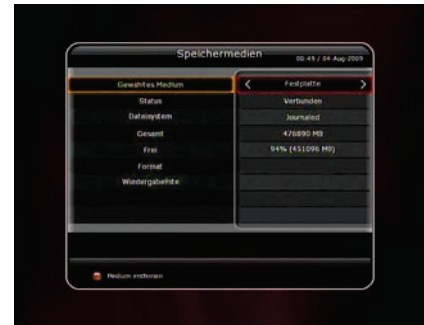 Speichermedien
00:49 / 04-Aug-2009
Gewähltes Medium
Festplatte
Status
Verbunden
Dateisystem
Journaled
Gesamt
476890 MB
Frei
94% (451096 MB)
Format
Wiedergabeliste
Medium entfernen